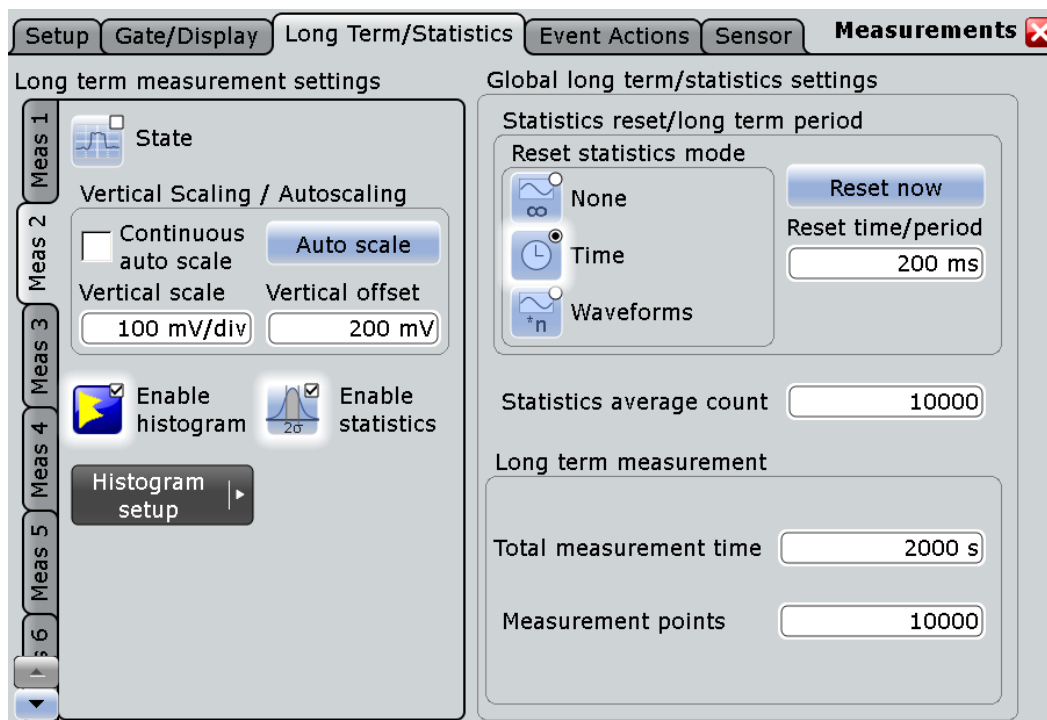 Setup Gate/Display Long Term/Statistics Event Actions Sensor Measurements
Long term measurement settings
Meas 1
Meas 2
Meas 3
Meas 4
Meas 5
6
State
Vertical Scaling / Autoscaling
Continuous
auto scale
Auto scale
Vertical scale Vertical offset
100 mV/div 200 mV
Enable
histogram
2σ
Enable
statistics
Histogram
setup
Global long term/statistics settings
Statistics reset/long term period
Reset statistics mode
∞
None
Time
*n
Waveforms
Reset now
Reset time/period
200 ms
Statistics average count 10000
Long term measurement
Total measurement time 2000 s
Measurement points 10000